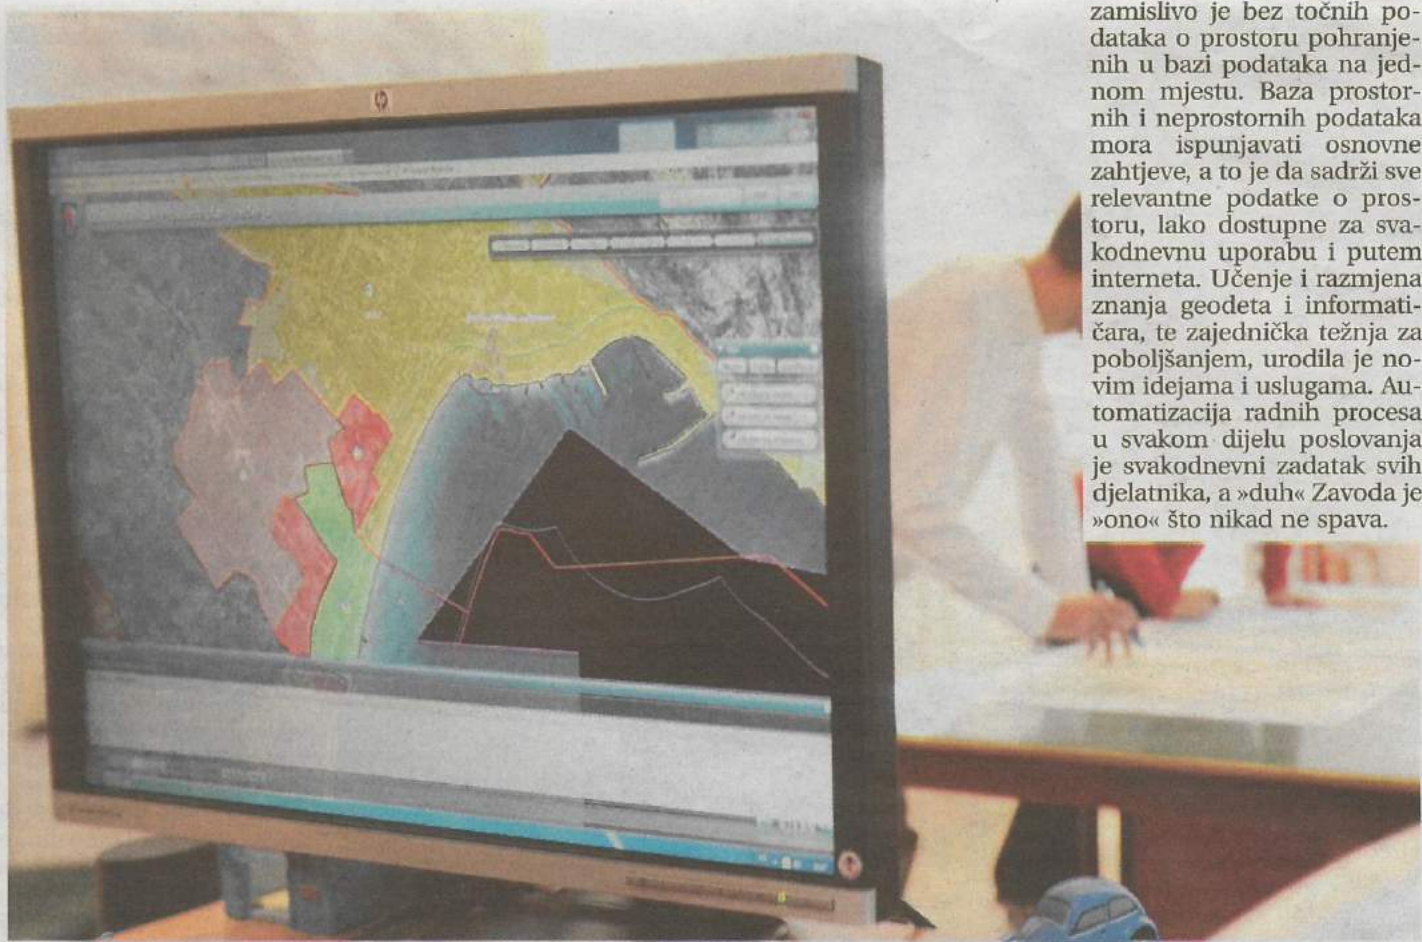 zamislivo je bez točnih po-
dataka o prostoru pohranje-
nih u bazi podataka na jed-
nom mjestu. Baza prostor-
nih i neprostornih podataka
mora ispunjavati osnovne
zahtjeve, a to je da sadrži sve
relevantne podatke o pros-
toru, lako dostupne za sva-
kodnevnu uporabu i putem
interneta. Učenje i razmjena
znanja geodeta i informati-
čara, te zajednička težnja za
poboljšanjem, urodila je no-
vim idejama i uslugama. Au-
tomatizacija radnih procesa
u svakom dijelu poslovanja
je svakodnevni zadatak svih
djelatnika, a »duh« Zavoda je
»ono« što nikad ne spava.
hp